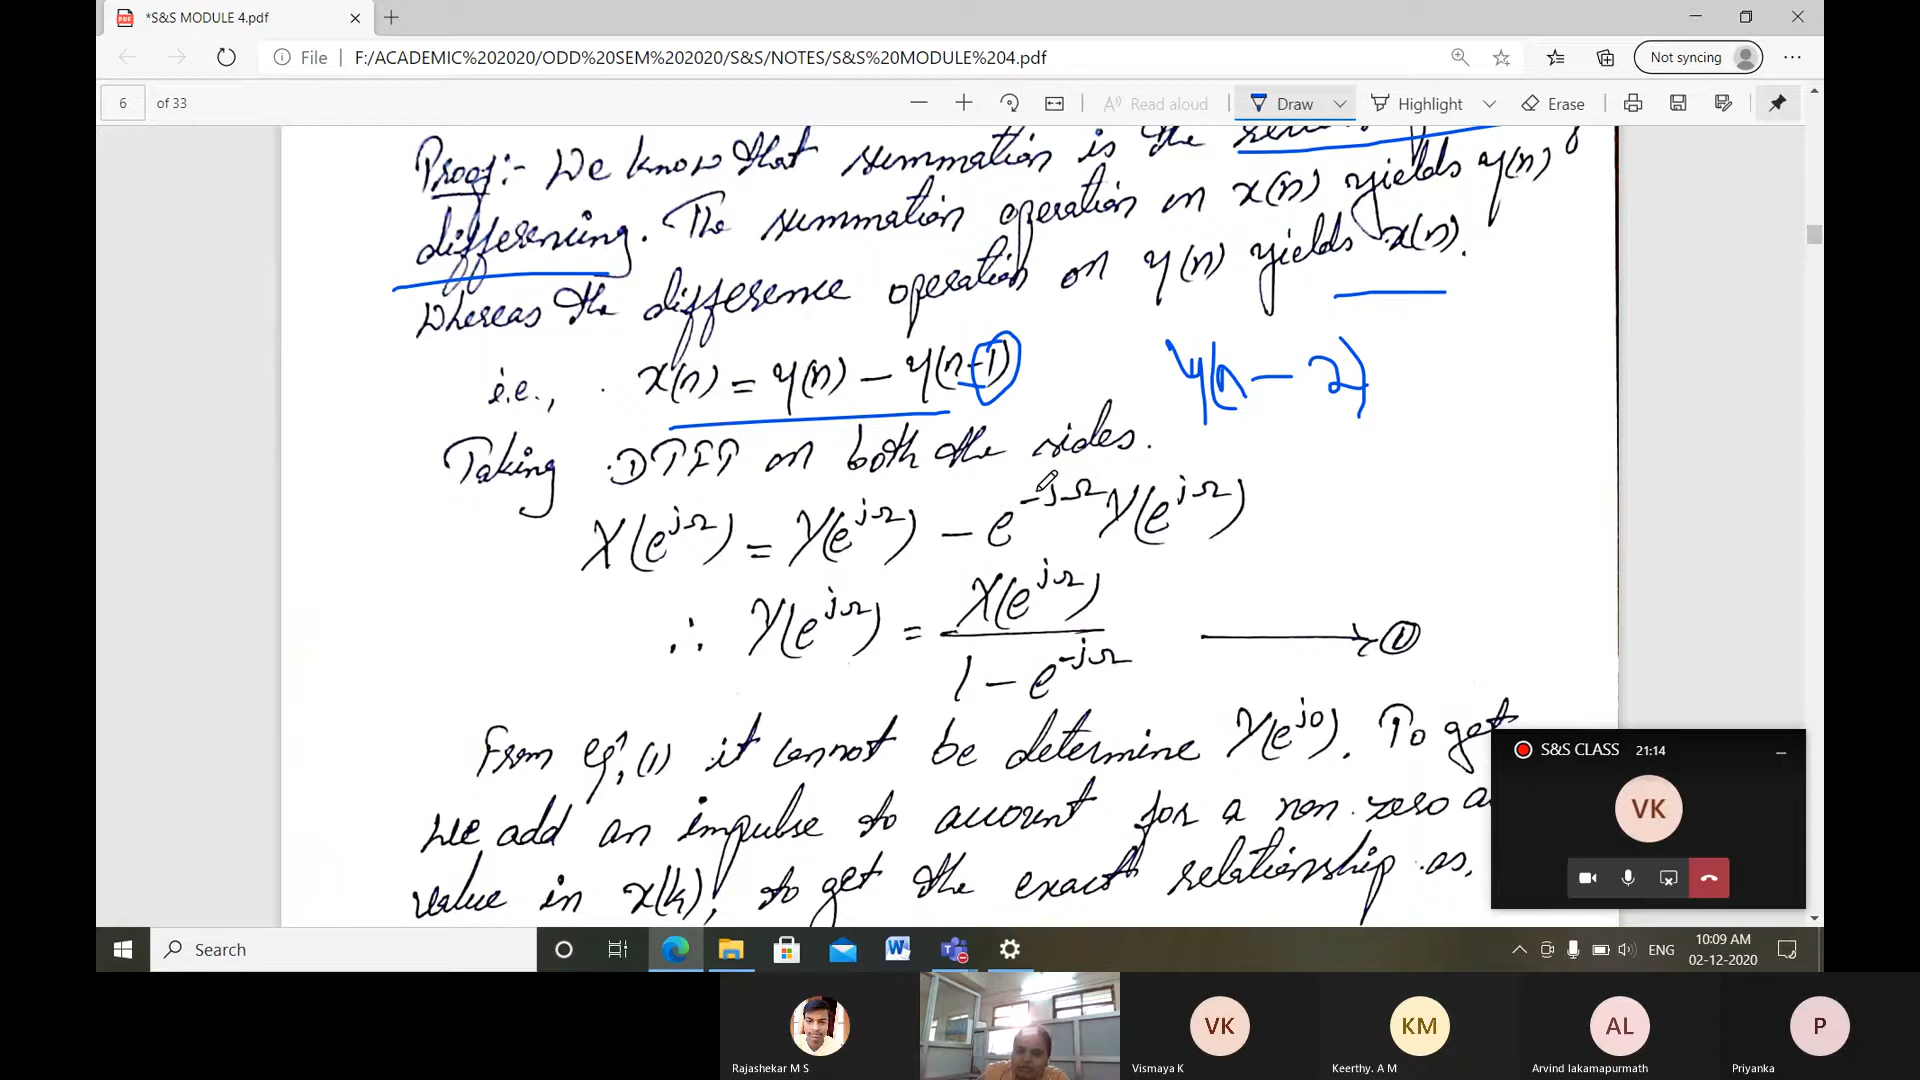 *S&S MODULE 4.pdf
File F:/ACADEMIC%202020/ODD%20SEM%202020/S&S/NOTES/S&S%20MODULE%204.pdf
Not syncing
6 of 33
Read aloud
Draw
Highlight
Erase
Proof:- We know that summation is the
differencing. The summation operation on x(n) yields y(n)
whereas the difference operation on y(n) yields x(n).
i.e., x(n) = y(n) - y(n-1) y(n-2)
Taking DTFT on both the sides.
X(e^jΩ) = Y(e^jΩ) - e^-jΩ Y(e^jΩ)
∴ Y(e^jΩ) = X(e^jΩ) / 1 - e^-jΩ → (1)
From eqn, (1) it cannot be determine Y(e^j0). To get
we add an impulse to account for a non zero
value in x(k), to get the exact relationship as,
S&S CLASS 21:14
VK
Search
ENG
10:09 AM
02-12-2020
VK KM AL P
Rajashekar M S Vismaya K Keerthy. A M Arvind lakamapurmath Priyanka